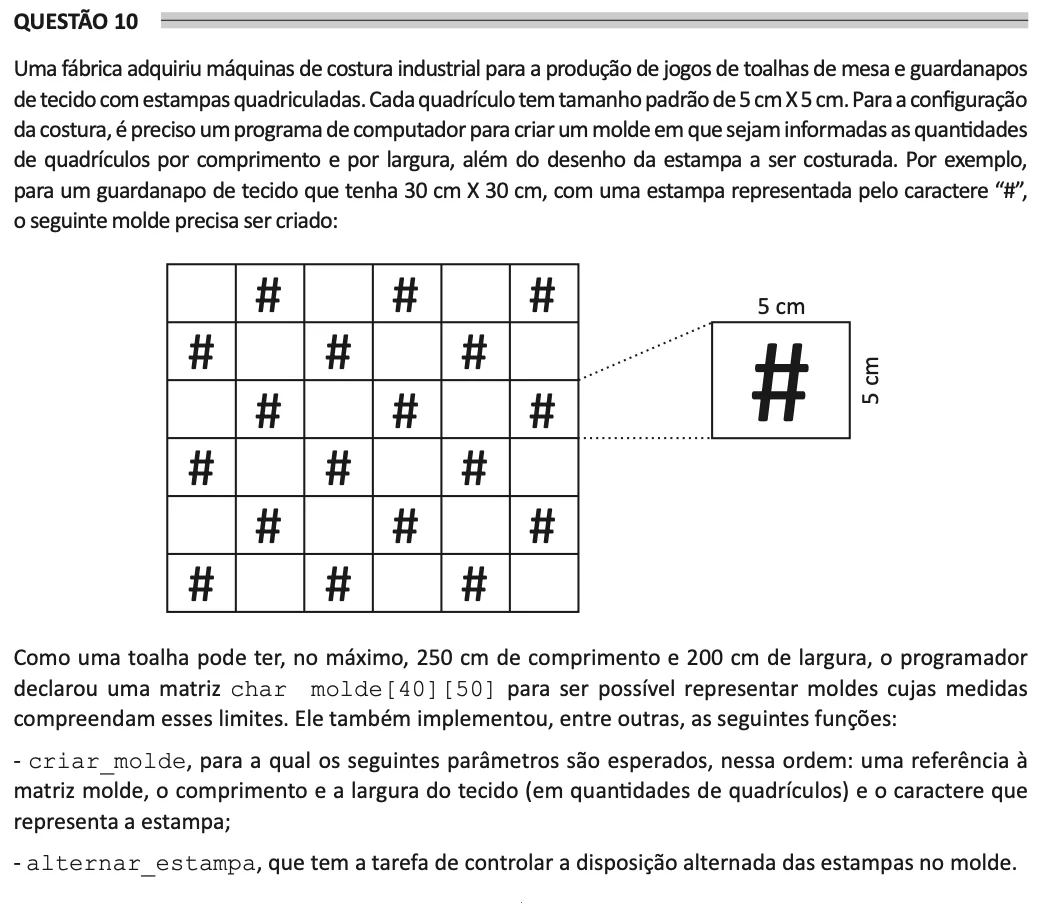 QUESTÃO 10
Uma fábrica adquiriu máquinas de costura industrial para a produção de jogos de toalhas de mesa e guardanapos
de tecido com estampas quadriculadas. Cada quadrículo tem tamanho padrão de 5 cm X 5 cm. Para a configuração
da costura, é preciso um programa de computador para criar um molde em que sejam informadas as quantidades
de quadrículos por comprimento e por largura, além do desenho da estampa a ser costurada. Por exemplo,
para um guardanapo de tecido que tenha 30 cm X 30 cm, com uma estampa representada pelo caractere “#”,
o seguinte molde precisa ser criado:
# # #
5 cm
# # #
#
5 cm
# # #
# # #
# # #
# # #
Como uma toalha pode ter, no máximo, 250 cm de comprimento e 200 cm de largura, o programador
declarou uma matriz char molde[40][50] para ser possível representar moldes cujas medidas
compreendam esses limites. Ele também implementou, entre outras, as seguintes funções:
- criar_molde, para a qual os seguintes parâmetros são esperados, nessa ordem: uma referência à
matriz molde, o comprimento e a largura do tecido (em quantidades de quadrículos) e o caractere que
representa a estampa;
- alternar_estampa, que tem a tarefa de controlar a disposição alternada das estampas no molde.